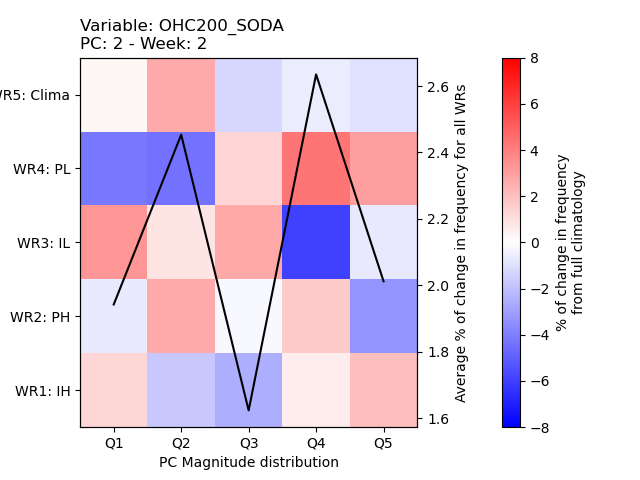 Variable: OHC200_SODA
PC: 2 - Week: 2
WR5: Clima
WR4: PL
WR3: IL
WR2: PH
WR1: IH
Q1 Q2 Q3 Q4 Q5
PC Magnitude distribution
2.6
2.4
2.2
2.0
1.8
1.6
Average % of change in frequency for all WRs
8
6
4
2
0
−2
−4
−6
−8
% of change in frequency
from full climatology